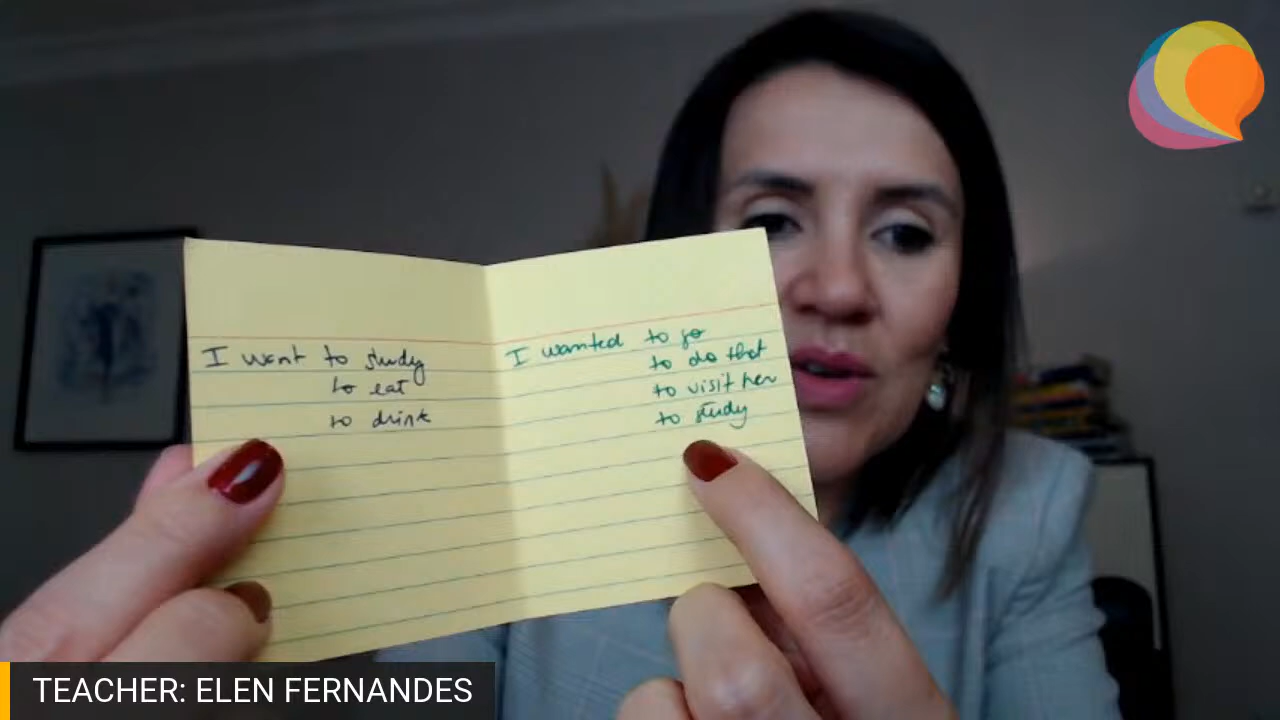 I want to study
to eat
to drink
I wanted to go
to do that
to visit her
to study
TEACHER: ELEN FERNANDES